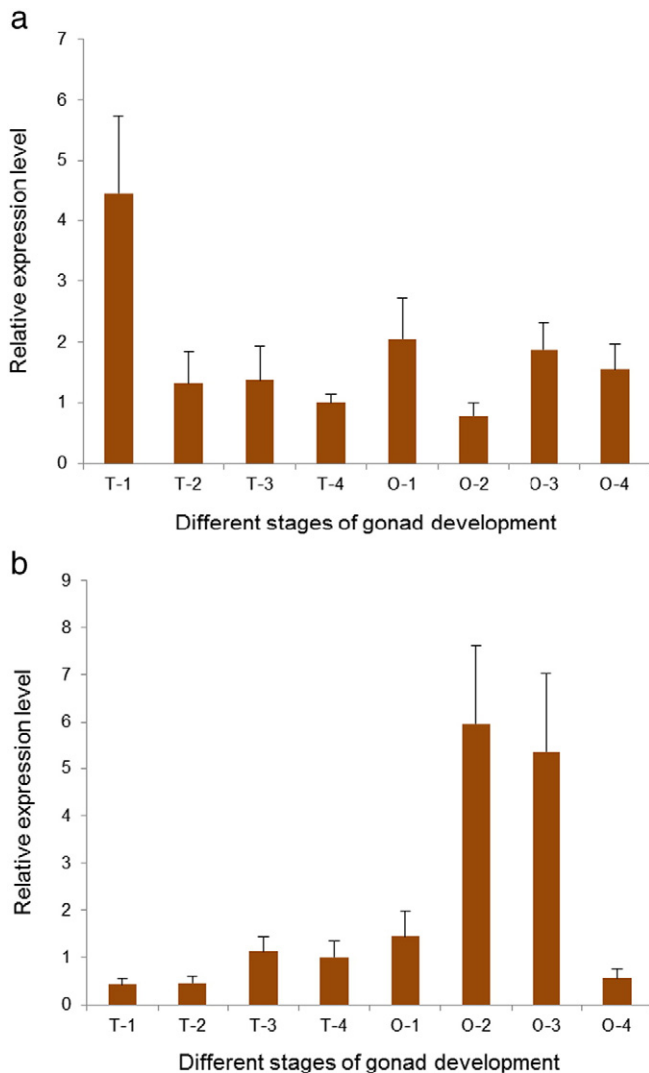 a
7
6
5
4
3
2
1
0
Relative expression level
T-1 T-2 T-3 T-4 O-1 O-2 O-3 O-4
Different stages of gonad development
b
9
8
7
6
5
4
3
2
1
0
Relative expression level
T-1 T-2 T-3 T-4 O-1 O-2 O-3 O-4
Different stages of gonad development